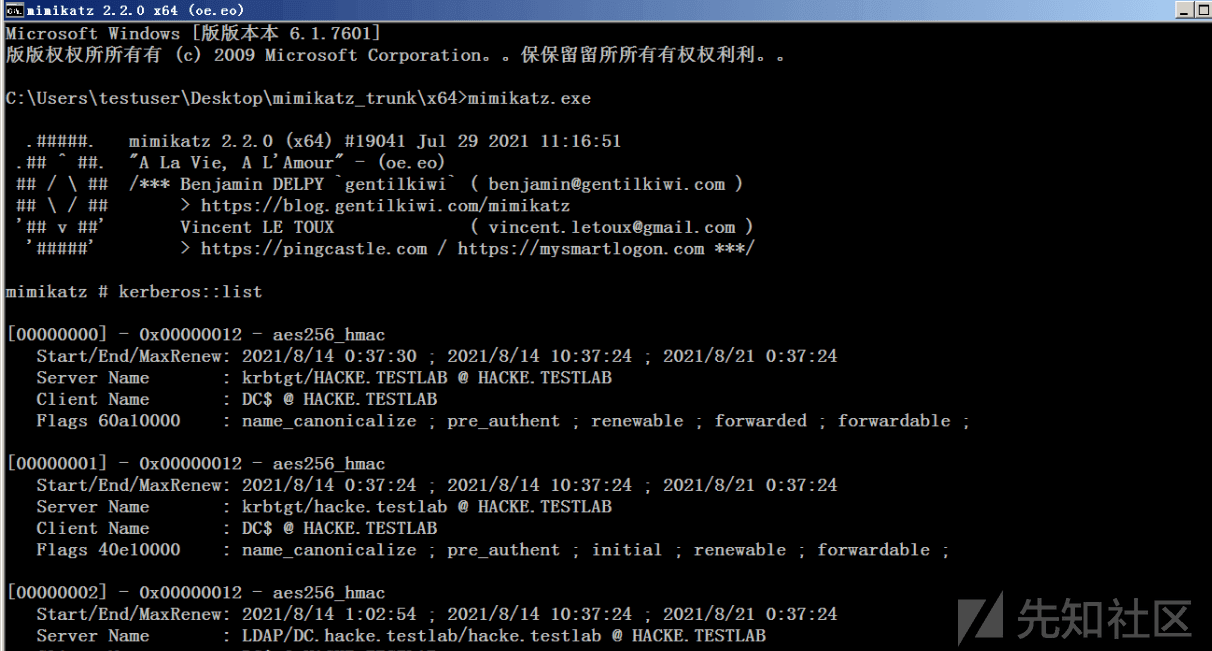 mimikatz 2.2.0 x64 (oe.eo)
Microsoft Windows [版版本本 6.1.7601]
版版权权所所有有 (c) 2009 Microsoft Corporation。。保保留留所所有有权权利利。。
C:\Users\testuser\Desktop\mimikatz_trunk\x64>mimikatz.exe
.#####.   mimikatz 2.2.0 (x64) #19041 Jul 29 2021 11:16:51
.## ^ ##.  "A La Vie, A L'Amour" - (oe.eo)
## / \ ##  /*** Benjamin DELPY `gentilkiwi` ( benjamin@gentilkiwi.com )
## \ / ##       > https://blog.gentilkiwi.com/mimikatz
'## v ##'       Vincent LE TOUX             ( vincent.letoux@gmail.com )
'#####'        > https://pingcastle.com / https://mysmartlogon.com ***/
mimikatz # kerberos::list
[00000000] - 0x00000012 - aes256_hmac
Start/End/MaxRenew: 2021/8/14 0:37:30 ; 2021/8/14 10:37:24 ; 2021/8/21 0:37:24
Server Name       : krbtgt/HACKE.TESTLAB @ HACKE.TESTLAB
Client Name       : DC$ @ HACKE.TESTLAB
Flags 60a10000    : name_canonicalize ; pre_authent ; renewable ; forwarded ; forwardable ;
[00000001] - 0x00000012 - aes256_hmac
Start/End/MaxRenew: 2021/8/14 0:37:24 ; 2021/8/14 10:37:24 ; 2021/8/21 0:37:24
Server Name       : krbtgt/hacke.testlab @ HACKE.TESTLAB
Client Name       : DC$ @ HACKE.TESTLAB
Flags 40e10000    : name_canonicalize ; pre_authent ; initial ; renewable ; forwardable ;
[00000002] - 0x00000012 - aes256_hmac
Start/End/MaxRenew: 2021/8/14 1:02:54 ; 2021/8/14 10:37:24 ; 2021/8/21 0:37:24
Server Name       : LDAP/DC.hacke.testlab/hacke.testlab @ HACKE.TESTLAB
先知社区